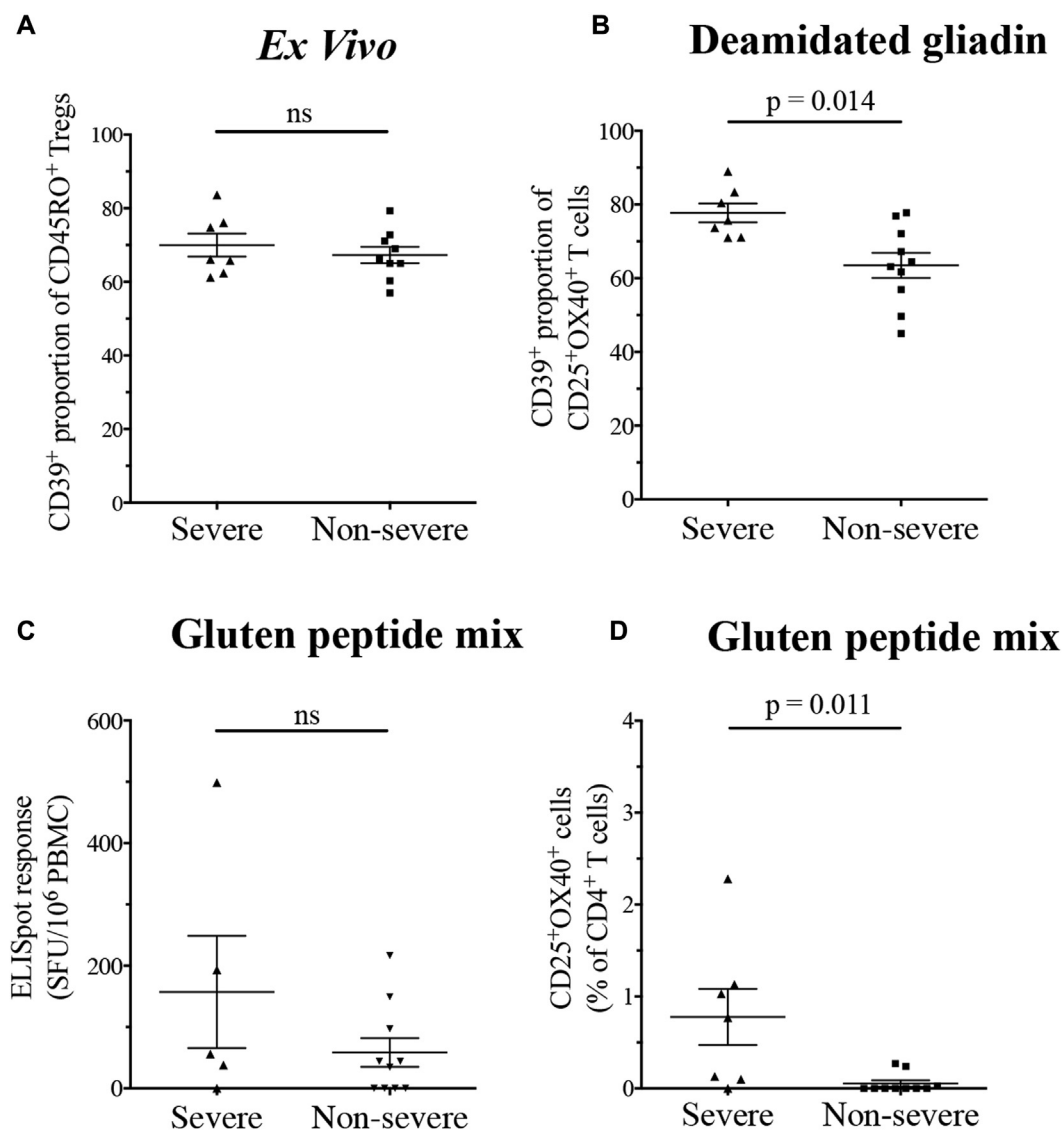 A
Ex Vivo
ns
CD39+ proportion of CD45RO+ Tregs
100
80
60
40
20
0
Severe
Non-severe
B
Deamidated gliadin
p = 0.014
CD39+ proportion of
CD25+OX40+ T cells
100
80
60
40
20
0
Severe
Non-severe
C
Gluten peptide mix
ns
ELISpot response
(SFU/10⁶ PBMC)
600
400
200
0
Severe
Non-severe
D
Gluten peptide mix
p = 0.011
CD25+OX40+ cells
(% of CD4+ T cells)
4
3
2
1
0
Severe
Non-severe